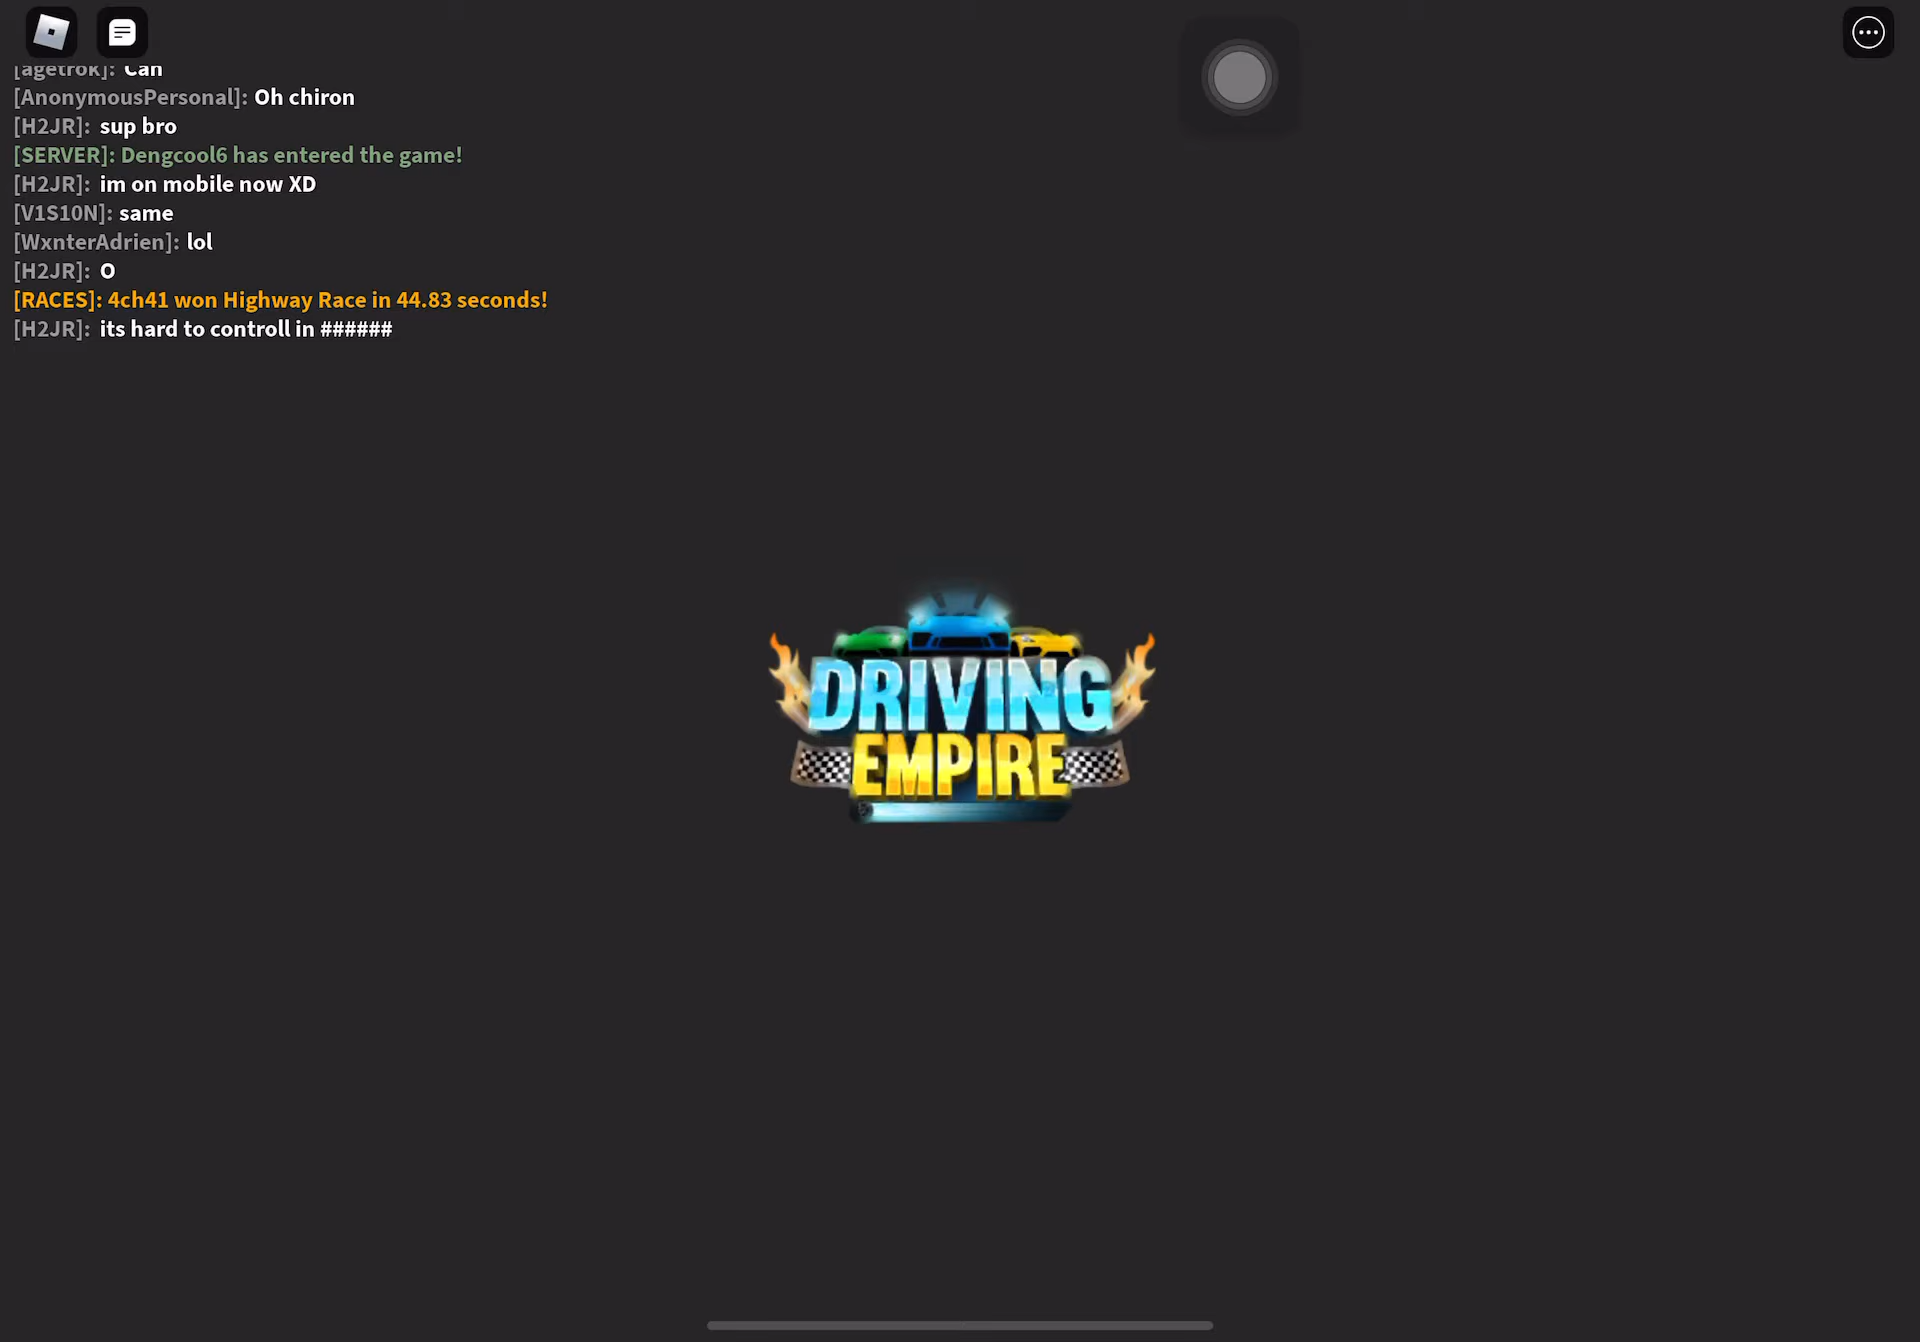 [agetrok]: Can
[AnonymousPersonal]: Oh chiron
[H2JR]: sup bro
[SERVER]: Dengcool6 has entered the game!
[H2JR]: im on mobile now XD
[V1S10N]: same
[WxnterAdrien]: lol
[H2JR]: O
[RACES]: 4ch41 won Highway Race in 44.83 seconds!
[H2JR]: its hard to controll in ######
DRIVING
EMPIRE